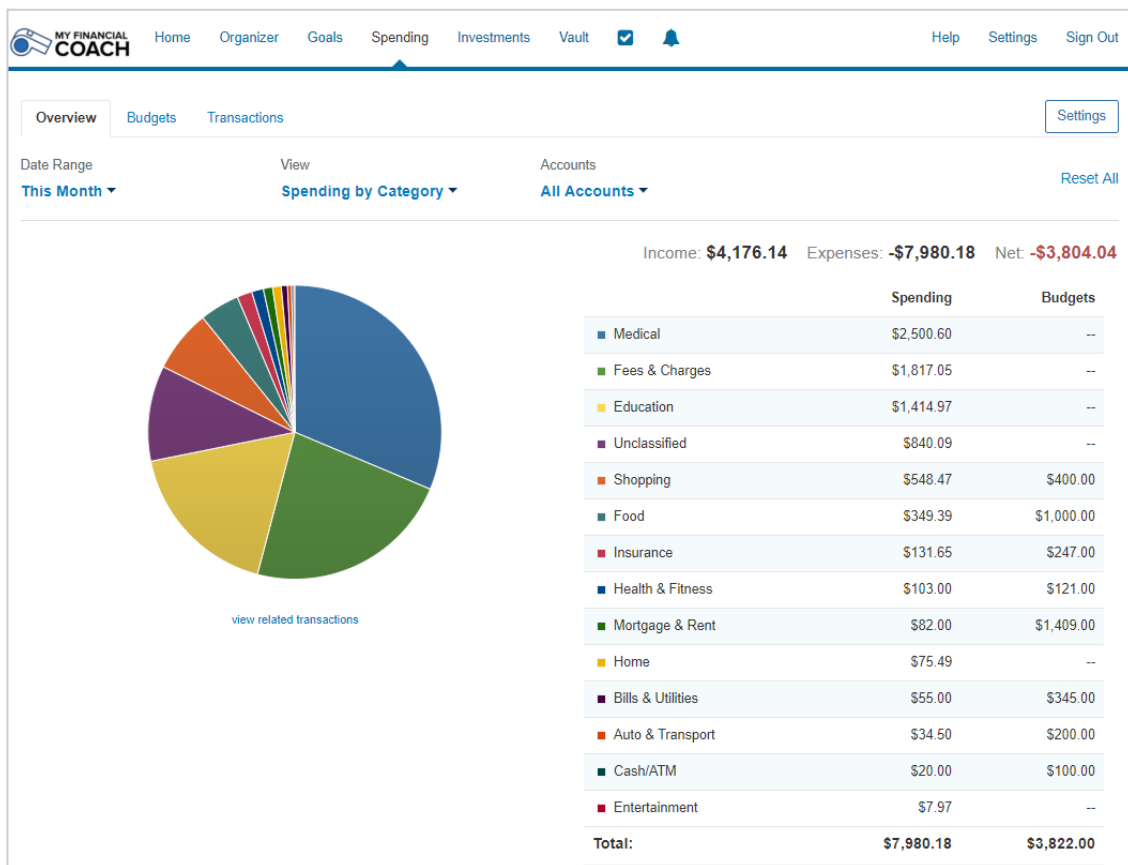 MY FINANCIAL
COACH
Home Organizer Goals Spending Investments Vault Help Settings Sign Out
Overview Budgets Transactions Settings
Date Range View Accounts
This Month Spending by Category All Accounts Reset All
Income: $4,176.14 Expenses: -$7,980.18 Net: -$3,804.04
Spending Budgets
Medical $2,500.60 --
Fees & Charges $1,817.05 --
Education $1,414.97 --
Unclassified $840.09 --
Shopping $548.47 $400.00
Food $349.39 $1,000.00
Insurance $131.65 $247.00
Health & Fitness $103.00 $121.00
view related transactions
Mortgage & Rent $82.00 $1,409.00
Home $75.49 --
Bills & Utilities $55.00 $345.00
Auto & Transport $34.50 $200.00
Cash/ATM $20.00 $100.00
Entertainment $7.97 --
Total: $7,980.18 $3,822.00